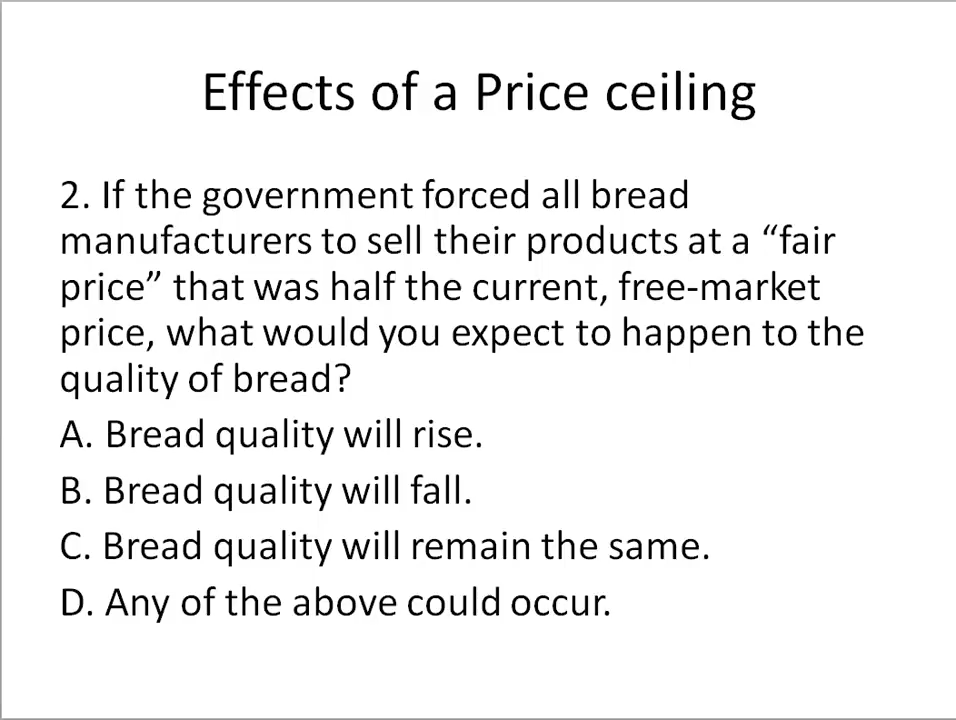 Effects of a Price ceiling
2. If the government forced all bread
manufacturers to sell their products at a “fair
price” that was half the current, free-market
price, what would you expect to happen to the
quality of bread?
A. Bread quality will rise.
B. Bread quality will fall.
C. Bread quality will remain the same.
D. Any of the above could occur.